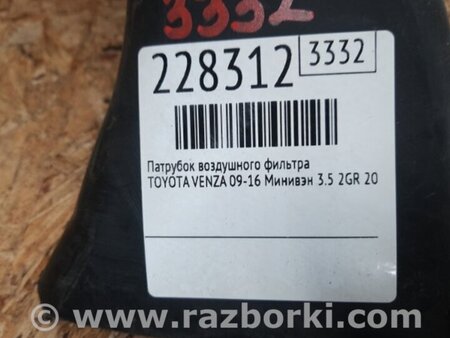 3332
228312 3332
Патрубок воздушного фильтра
TOYOTA VENZA 09-16 Минивэн 3.5 2GR 20
www.razborki.com